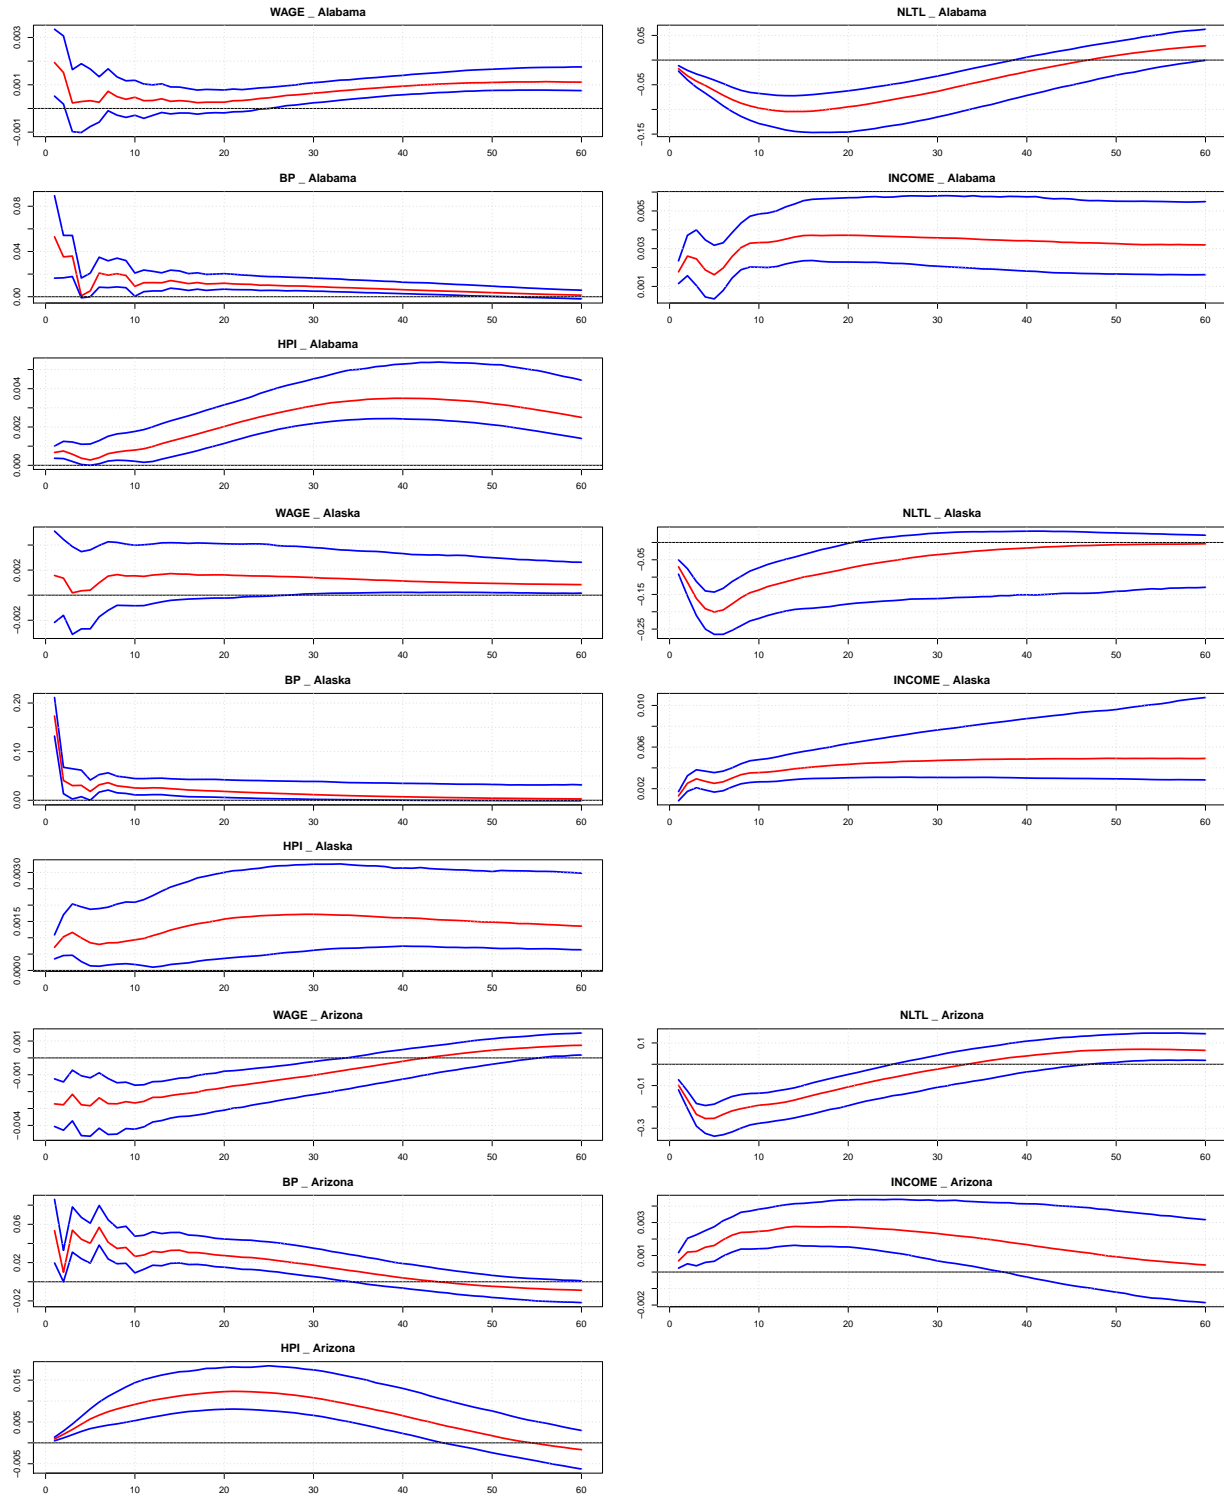 WAGE _ Alabama
NLTL _ Alabama
0.003
0.001
−0.001
0.05
−0.05
−0.15
0 10 20 30 40 50 60
0 10 20 30 40 50 60
BP _ Alabama
INCOME _ Alabama
0.08
0.04
0.00
0.005
0.003
0.001
0 10 20 30 40 50 60
0 10 20 30 40 50 60
HPI _ Alabama
0.004
0.002
0.000
0 10 20 30 40 50 60
WAGE _ Alaska
NLTL _ Alaska
0.002
−0.002
−0.05
−0.15
−0.25
0 10 20 30 40 50 60
0 10 20 30 40 50 60
BP _ Alaska
INCOME _ Alaska
0.20
0.10
0.00
0.010
0.006
0.002
0 10 20 30 40 50 60
0 10 20 30 40 50 60
HPI _ Alaska
0.0030
0.0015
0.0000
0 10 20 30 40 50 60
WAGE _ Arizona
NLTL _ Arizona
0.001
−0.001
−0.004
0.1
−0.1
−0.3
0 10 20 30 40 50 60
0 10 20 30 40 50 60
BP _ Arizona
INCOME _ Arizona
0.06
0.02
−0.02
0.003
0.001
−0.002
0 10 20 30 40 50 60
0 10 20 30 40 50 60
HPI _ Arizona
0.015
0.005
−0.005
0 10 20 30 40 50 60